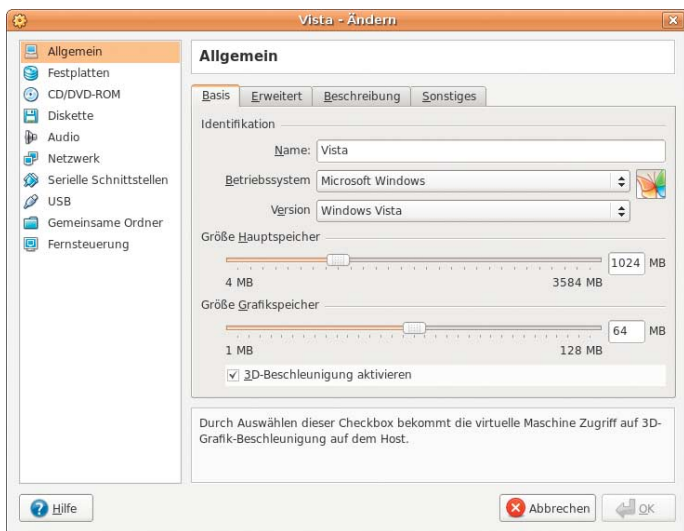 Vista - Ändern
Allgemein
Festplatten
CD/DVD-ROM
Diskette
Audio
Netzwerk
Serielle Schnittstellen
USB
Gemeinsame Ordner
Fernsteuerung
Allgemein
Basis Erweitert Beschreibung Sonstiges
Identifikation
Name: Vista
Betriebssystem Microsoft Windows
Version Windows Vista
Größe Hauptspeicher
1024 MB
4 MB 3584 MB
Größe Grafikspeicher
64 MB
1 MB 128 MB
3D-Beschleunigung aktivieren
Durch Auswählen dieser Checkbox bekommt die virtuelle Maschine Zugriff auf 3D-
Grafik-Beschleunigung auf dem Host.
Hilfe Abbrechen OK